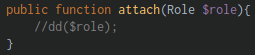 public function attach(Role $role){
    //dd($role);
}